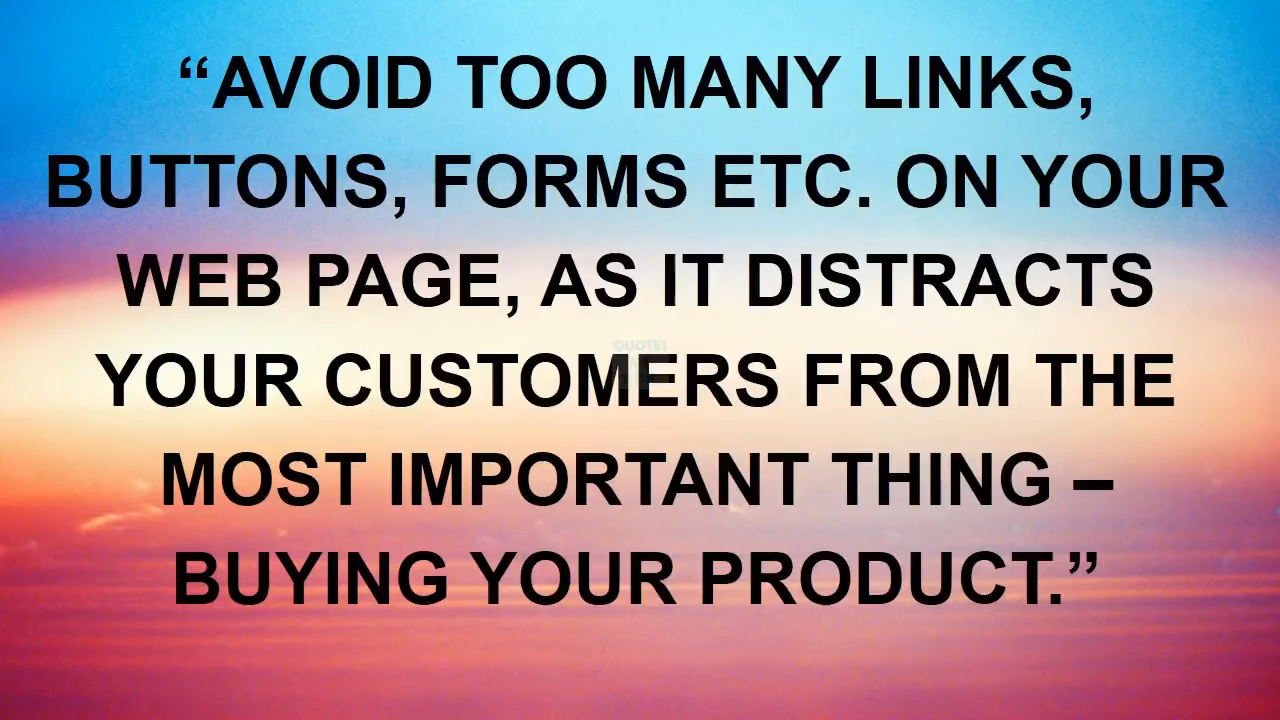 “AVOID TOO MANY LINKS,
BUTTONS, FORMS ETC. ON YOUR
WEB PAGE, AS IT DISTRACTS
YOUR CUSTOMERS FROM THE
MOST IMPORTANT THING –
BUYING YOUR PRODUCT.”